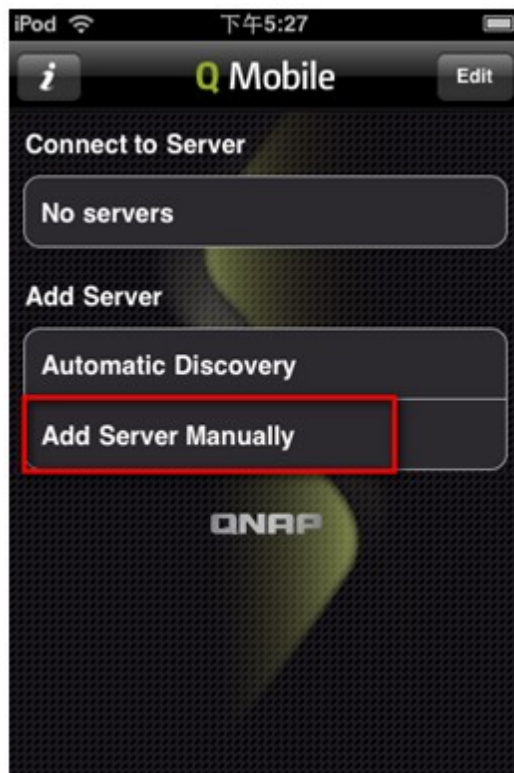 iPod 下午5:27
i Q Mobile Edit
Connect to Server
No servers
Add Server
Automatic Discovery
Add Server Manually
QNAP